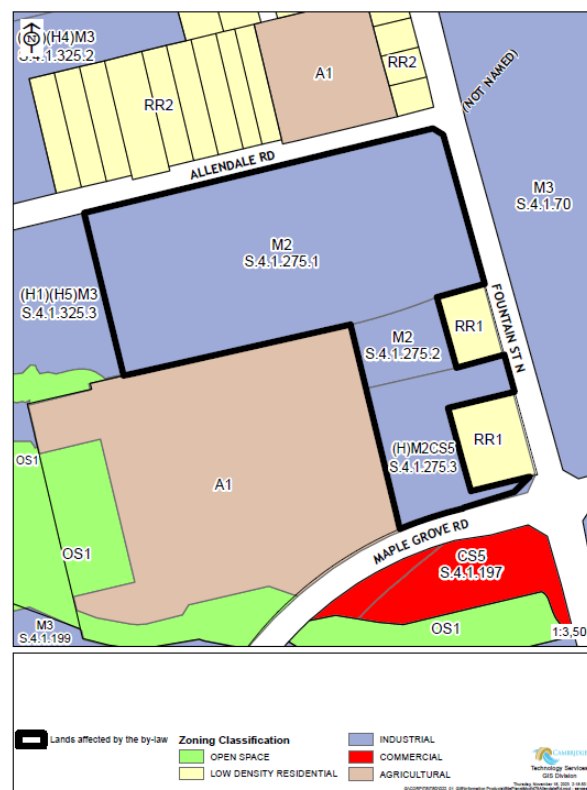 N
(H4)M3
S.4.1.325.2
RR2
A1
RR2
(NOT NAMED)
ALLENDALE RD
M3
S.4.1.70
M2
S.4.1.275.1
(H1)(H5)M3
S.4.1.325.3
FOUNTAIN ST N
M2
S.4.1.275.2
RR1
(H)M2CS5
S.4.1.275.3
RR1
OS1
A1
MAPLE GROVE RD
OS1
CS5
S.4.1.197
M3
S.4.1.199
OS1
1:3,50
Lands affected by the by-law
Zoning Classification
OPEN SPACE
LOW DENSITY RESIDENTIAL
INDUSTRIAL
COMMERCIAL
AGRICULTURAL
CAMBRIDGE
Technology Services
GIS Division